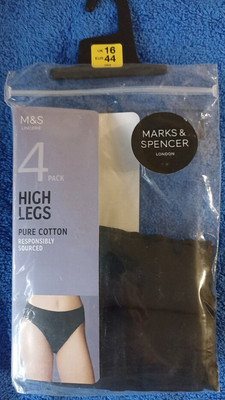 UK 16
EUR 44
M&S
LINGERIE
4 PACK
MARKS &
SPENCER
LONDON
HIGH
LEGS
PURE COTTON
RESPONSIBLY
SOURCED